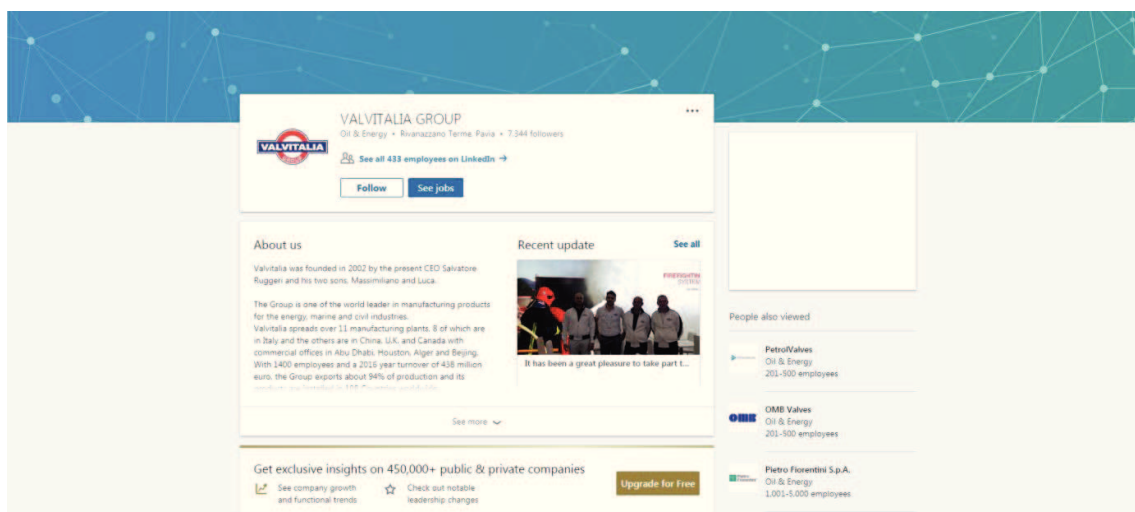 VALVITALIA GROUP
Oil & Energy • Rivanazzano Terme, Pavia • 7.344 followers
VALVITALIA
See all 433 employees on LinkedIn →
Follow
See jobs
About us
Valvitalia was founded in 2002 by the present CEO Salvatore
Ruggeri and his two sons, Massimiliano and Luca.
The Group is one of the world leader in manufacturing products
for the energy, marine and civil industries.
Valvitalia spreads over 11 manufacturing plants, 8 of which are
in Italy and the others are in China, U.K. and Canada with
commercial offices in Abu Dhabi, Houston, Alger and Beijing.
With 1400 employees and a 2016 year turnover of 438 million
euro, the Group exports about 94% of production and its
See more
Recent update
See all
It has been a great pleasure to take part t...
Get exclusive insights on 450,000+ public & private companies
See company growth
and functional trends
Check out notable
leadership changes
Upgrade for Free
People also viewed
PetrolValves
Oil & Energy
201-500 employees
OMB
OMB Valves
Oil & Energy
201-500 employees
Pietro Fiorentini S.p.A.
Oil & Energy
1.001-5.000 employees